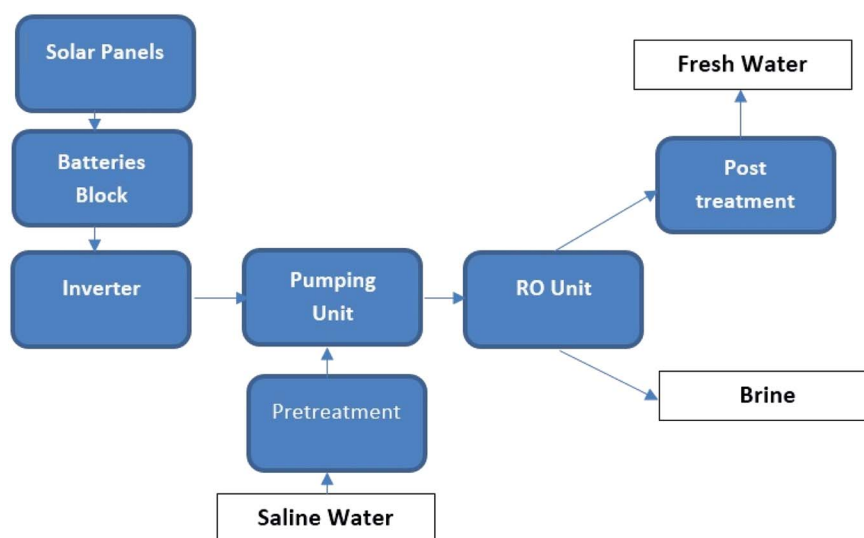 Solar Panels
Fresh Water
Batteries
Block
Post
treatment
Inverter
Pumping
Unit
RO Unit
Brine
Pretreatment
Saline Water